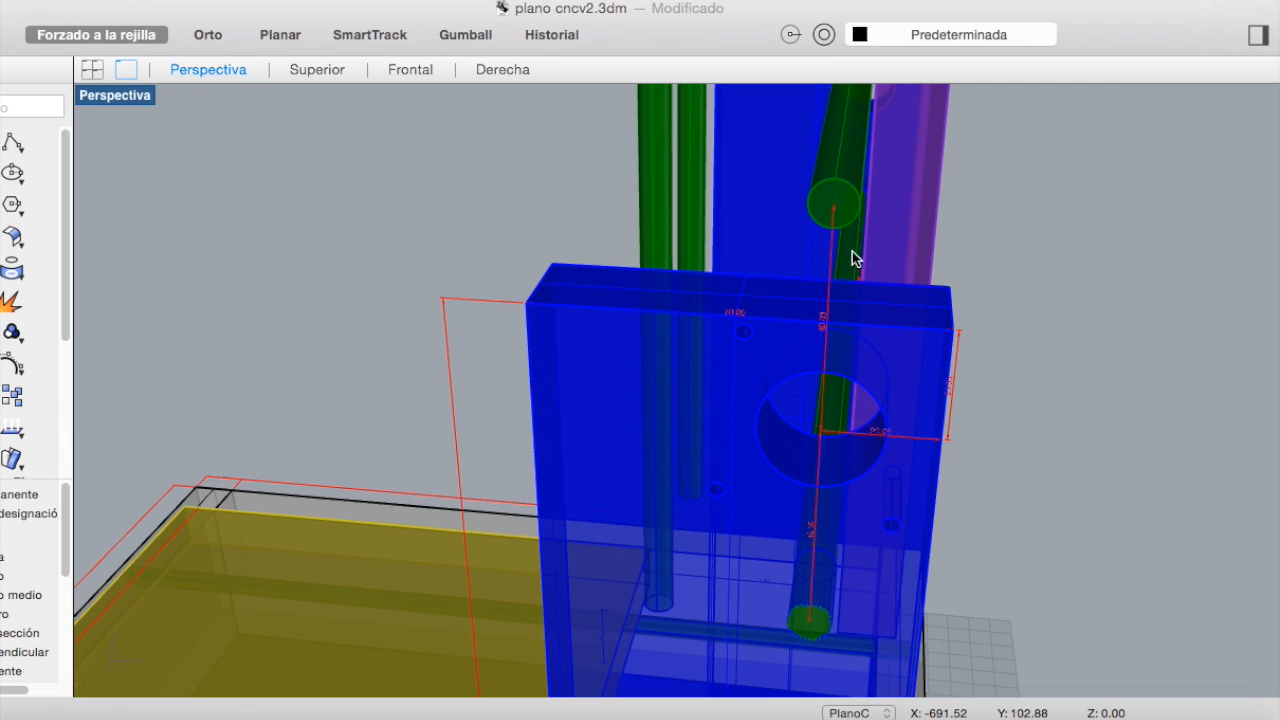 plano cncv2.3dm — Modificado
Forzado a la rejilla Orto Planar SmartTrack Gumball Historial Predeterminada
Perspectiva Superior Frontal Derecha
Perspectiva
o
anente
designació
a
o
o medio
ro
sección
endicular
ente
PlanoC X: -691.52 Y: 102.88 Z: 0.00